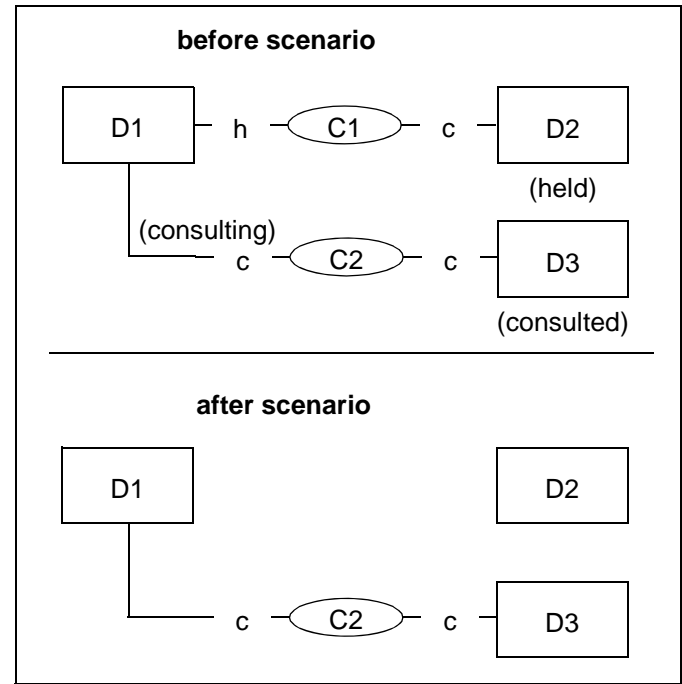 before scenario
D1 h C1 c D2
(held)
(consulting)
c C2 c D3
(consulted)
after scenario
D1 D2
c C2 c D3